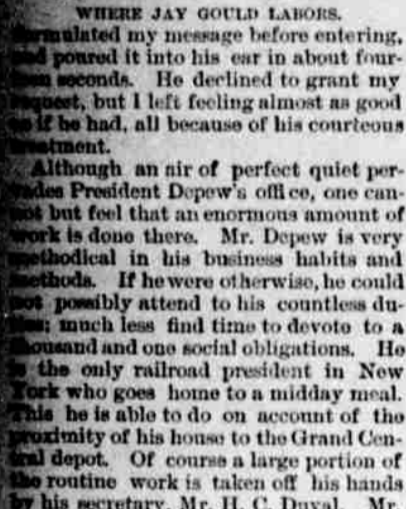 WHERE JAY GOULD LABORS.
formulated my message before entering,
and poured it into his ear in about four-
teen seconds. He declined to grant my
request, but I left feeling almost as good
as if he had, all because of his courteous
treatment.
Although an air of perfect quiet per-
vades President Depew's office, one can-
not but feel that an enormous amount of
work is done there. Mr. Depew is very
methodical in his business habits and
methods. If he were otherwise, he could
not possibly attend to his countless du-
ties; much less find time to devote to a
thousand and one social obligations. He
is the only railroad president in New
York who goes home to a midday meal.
This he is able to do on account of the
proximity of his house to the Grand Cen-
tral depot. Of course a large portion of
the routine work is taken off his hands
by his secretary, Mr. H. C. Duval. Mr.